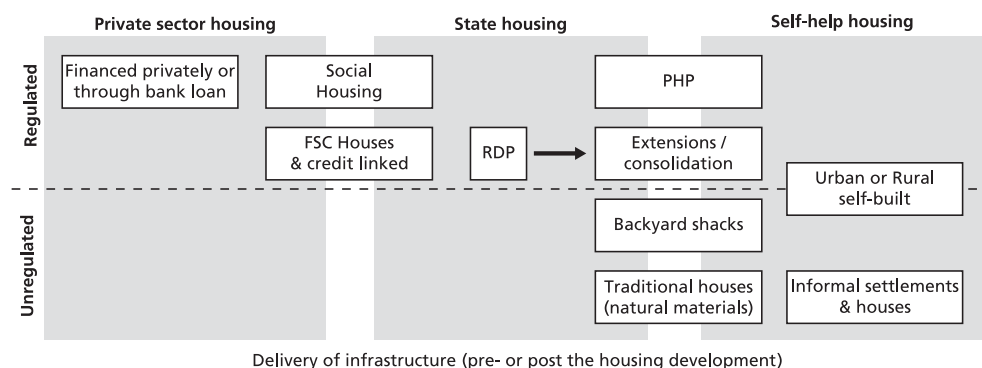 Private sector housing
State housing
Self-help housing
Regulated
Financed privately or
through bank loan
Social
Housing
PHP
FSC Houses
& credit linked
RDP
Extensions /
consolidation
Urban or Rural
self-built
Unregulated
Backyard shacks
Traditional houses
(natural materials)
Informal settlements
& houses
Delivery of infrastructure (pre- or post the housing development)